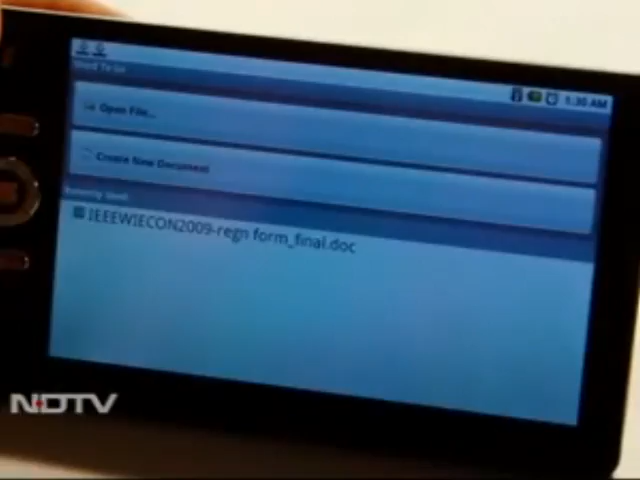 1:30 AM
Open File...
Create New Document
IEEEWIECON2009-regn form_final.doc
NDTV